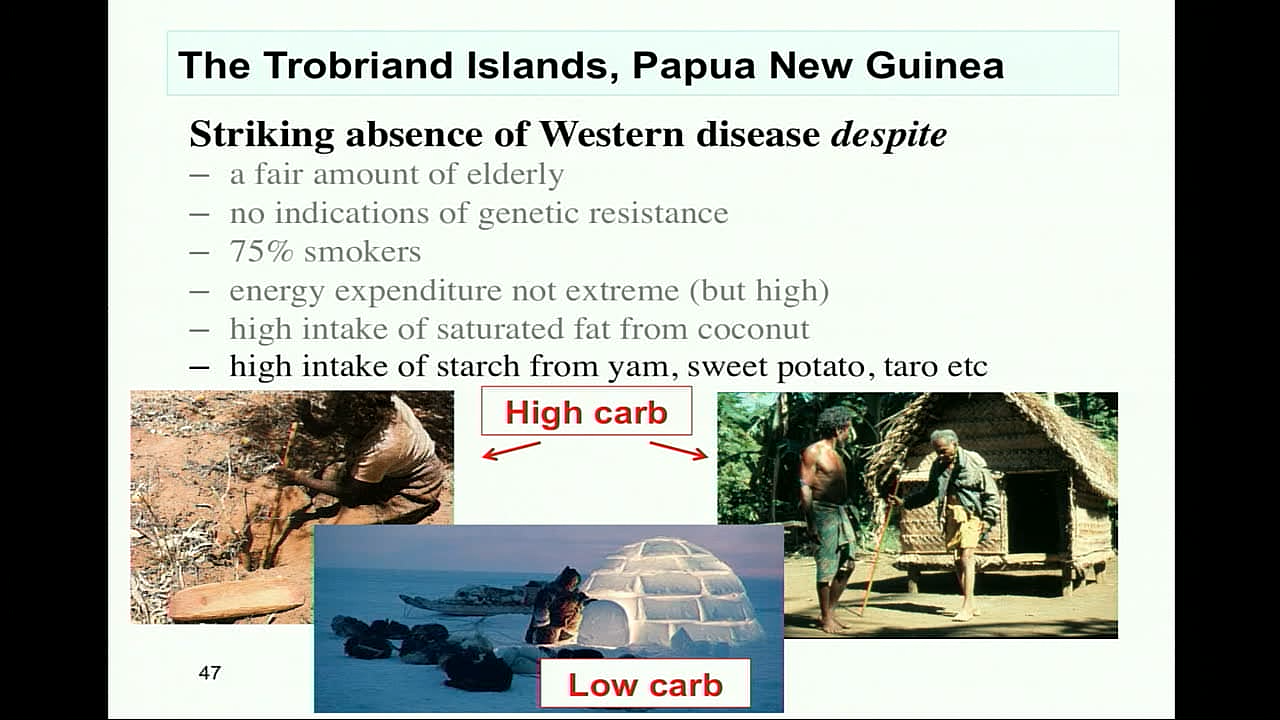 The Trobriand Islands, Papua New Guinea
Striking absence of Western disease despite
– a fair amount of elderly
– no indications of genetic resistance
– 75% smokers
– energy expenditure not extreme (but high)
– high intake of saturated fat from coconut
– high intake of starch from yam, sweet potato, taro etc
High carb
Low carb
47